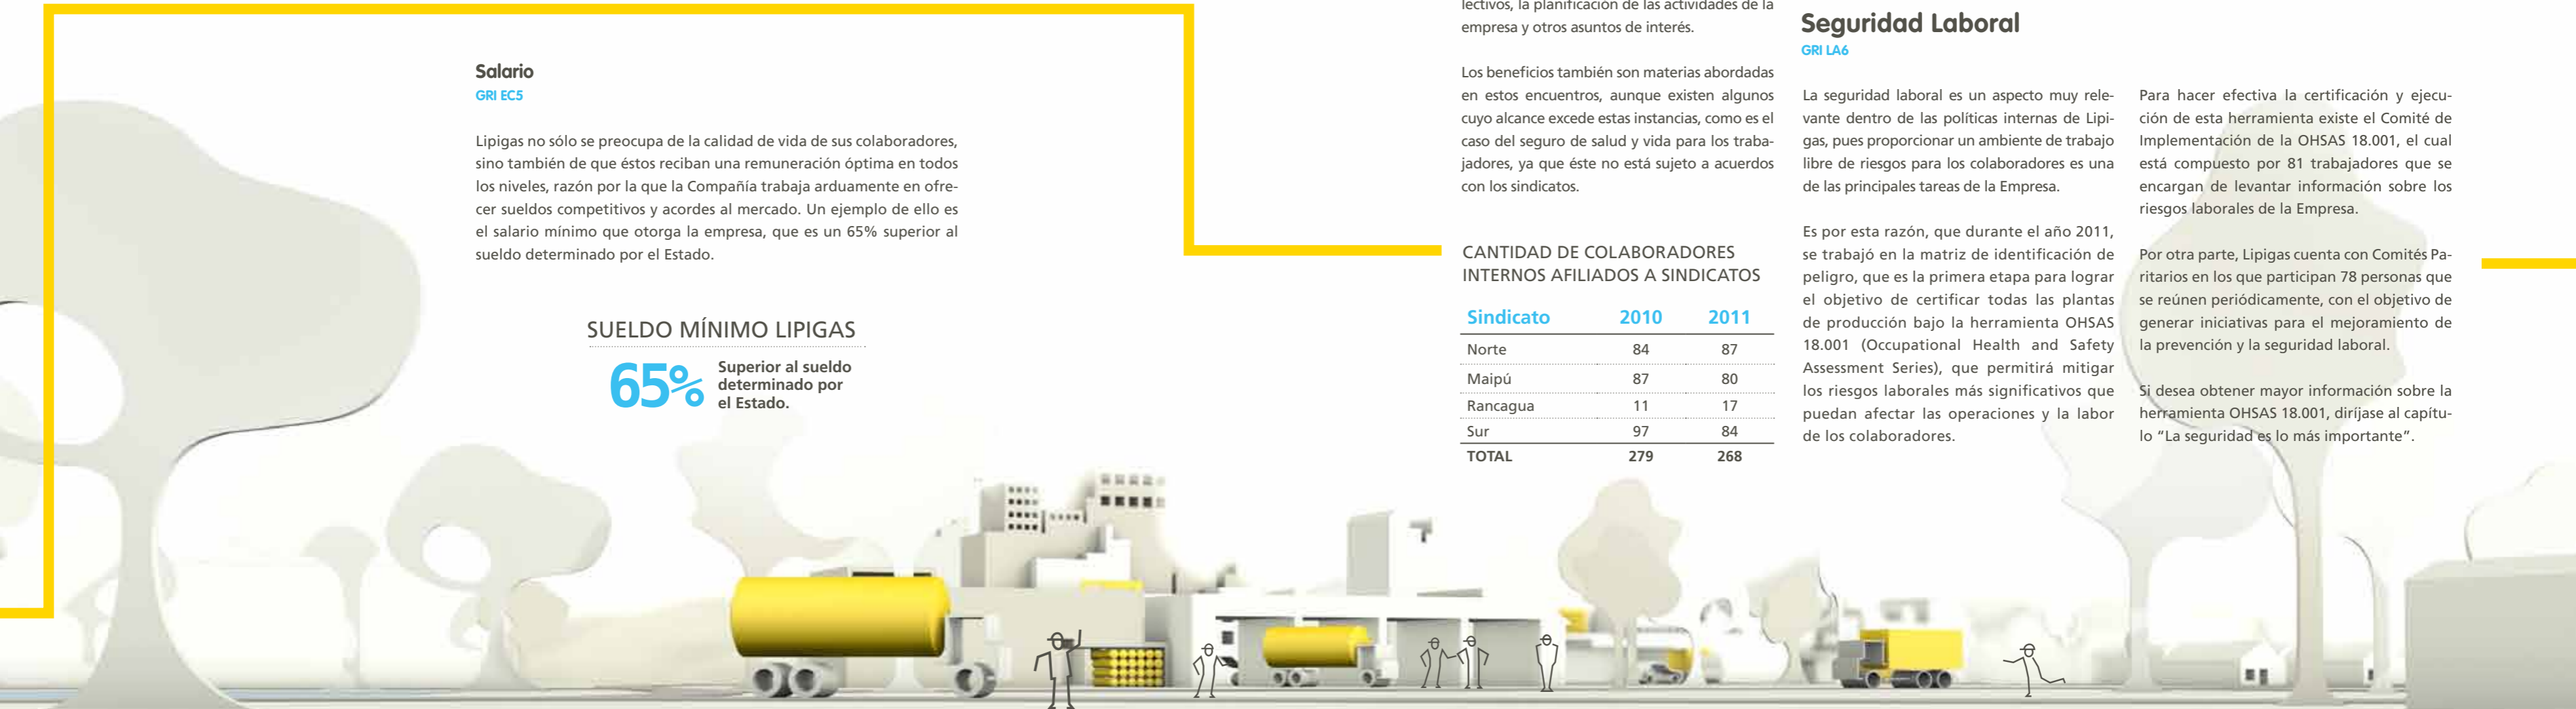 Salario
GRI EC5
Lipigas no sólo se preocupa de la calidad de vida de sus colaboradores,
sino también de que éstos reciban una remuneración óptima en todos
los niveles, razón por la que la Compañía trabaja arduamente en ofre-
cer sueldos competitivos y acordes al mercado. Un ejemplo de ello es
el salario mínimo que otorga la empresa, que es un 65% superior al
sueldo determinado por el Estado.
SUELDO MÍNIMO LIPIGAS
65%
Superior al sueldo
determinado por
el Estado.
lectivos, la planificación de las actividades de la
empresa y otros asuntos de interés.
Los beneficios también son materias abordadas
en estos encuentros, aunque existen algunos
cuyo alcance excede estas instancias, como es el
caso del seguro de salud y vida para los traba-
jadores, ya que éste no está sujeto a acuerdos
con los sindicatos.
CANTIDAD DE COLABORADORES
INTERNOS AFILIADOS A SINDICATOS
Sindicato 2010 2011
Norte 84 87
Maipú 87 80
Rancagua 11 17
Sur 97 84
TOTAL 279 268
Seguridad Laboral
GRI LA6
La seguridad laboral es un aspecto muy rele-
vante dentro de las políticas internas de Lipi-
gas, pues proporcionar un ambiente de trabajo
libre de riesgos para los colaboradores es una
de las principales tareas de la Empresa.
Es por esta razón, que durante el año 2011,
se trabajó en la matriz de identificación de
peligro, que es la primera etapa para lograr
el objetivo de certificar todas las plantas
de producción bajo la herramienta OHSAS
18.001 (Occupational Health and Safety
Assessment Series), que permitirá mitigar
los riesgos laborales más significativos que
puedan afectar las operaciones y la labor
de los colaboradores.
Para hacer efectiva la certificación y ejecu-
ción de esta herramienta existe el Comité de
Implementación de la OHSAS 18.001, el cual
está compuesto por 81 trabajadores que se
encargan de levantar información sobre los
riesgos laborales de la Empresa.
Por otra parte, Lipigas cuenta con Comités Pa-
ritarios en los que participan 78 personas que
se reúnen periódicamente, con el objetivo de
generar iniciativas para el mejoramiento de
la prevención y la seguridad laboral.
Si desea obtener mayor información sobre la
herramienta OHSAS 18.001, diríjase al capítu-
lo “La seguridad es lo más importante”.